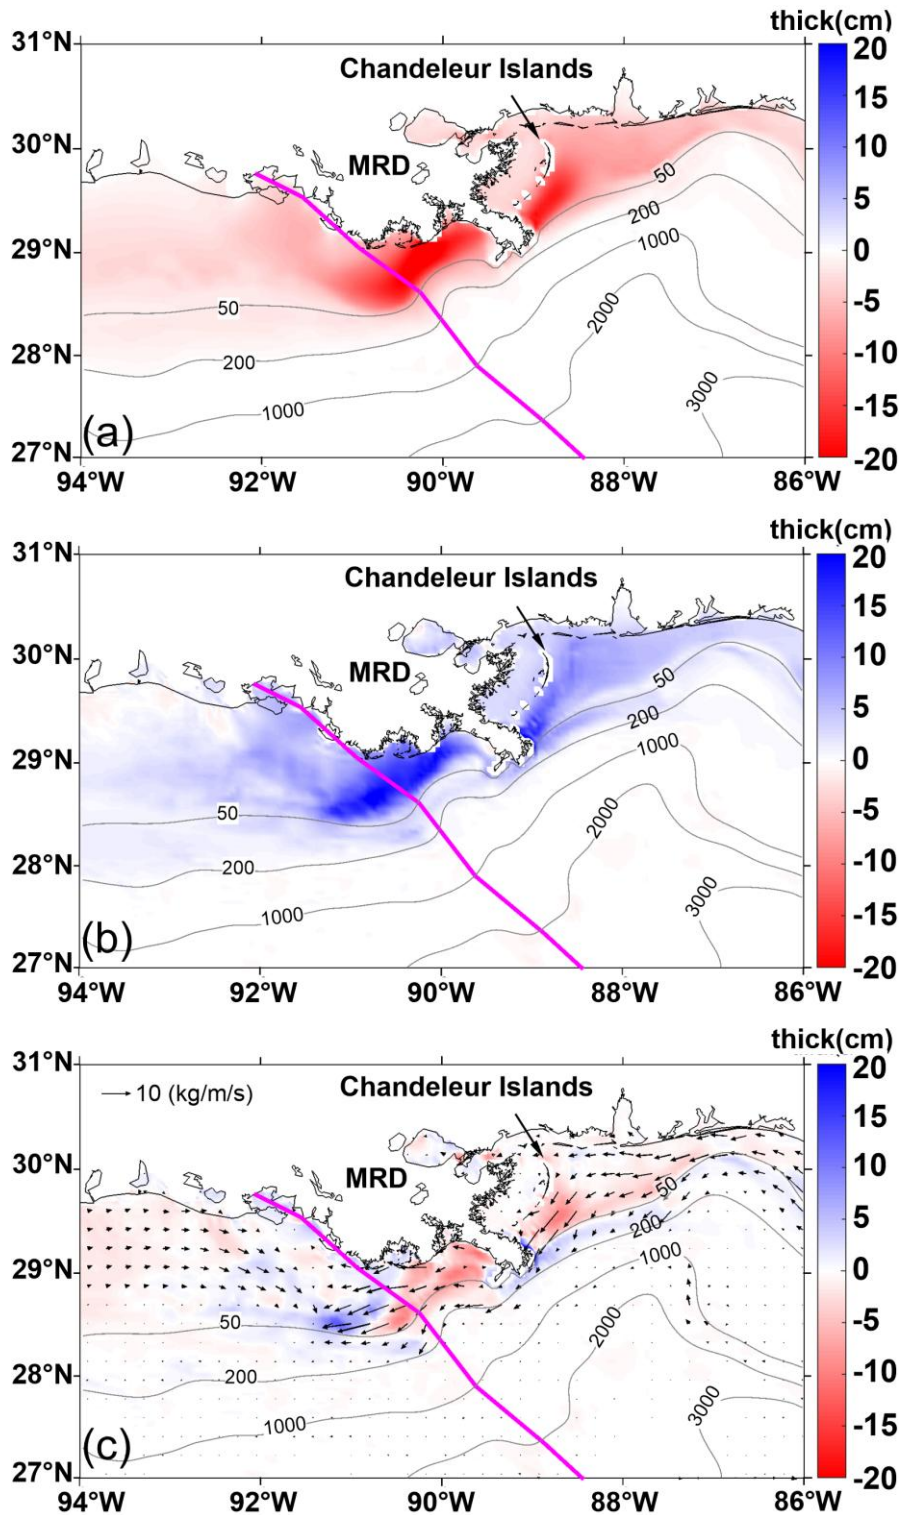 thick(cm)
31°N
20
Chandeleur Islands
15
30°N
MRD
10
50
5
200
29°N
1000
0
50
2000
-5
28°N
200
3000
-10
1000
-15
(a)
27°N
-20
94°W 92°W 90°W 88°W 86°W
thick(cm)
31°N
20
Chandeleur Islands
15
30°N
MRD
10
50
5
200
29°N
1000
0
50
2000
-5
28°N
200
3000
-10
1000
-15
(b)
27°N
-20
94°W 92°W 90°W 88°W 86°W
thick(cm)
31°N
20
10 (kg/m/s)
Chandeleur Islands
15
30°N
MRD
10
50
5
200
29°N
1000
0
50
2000
-5
28°N
200
3000
-10
1000
-15
(c)
27°N
-20
94°W 92°W 90°W 88°W 86°W